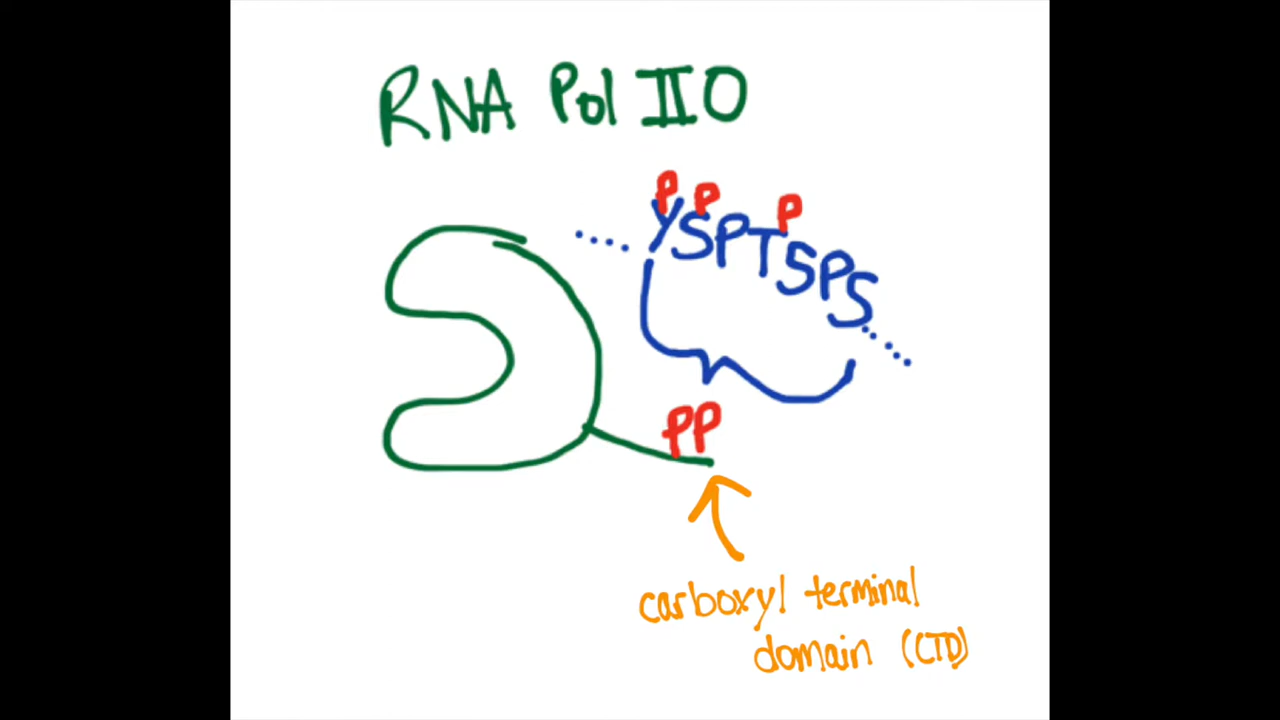 RNA Pol IIO
P P P
YSPTSPS
PP
carboxyl terminal
domain (CTD)